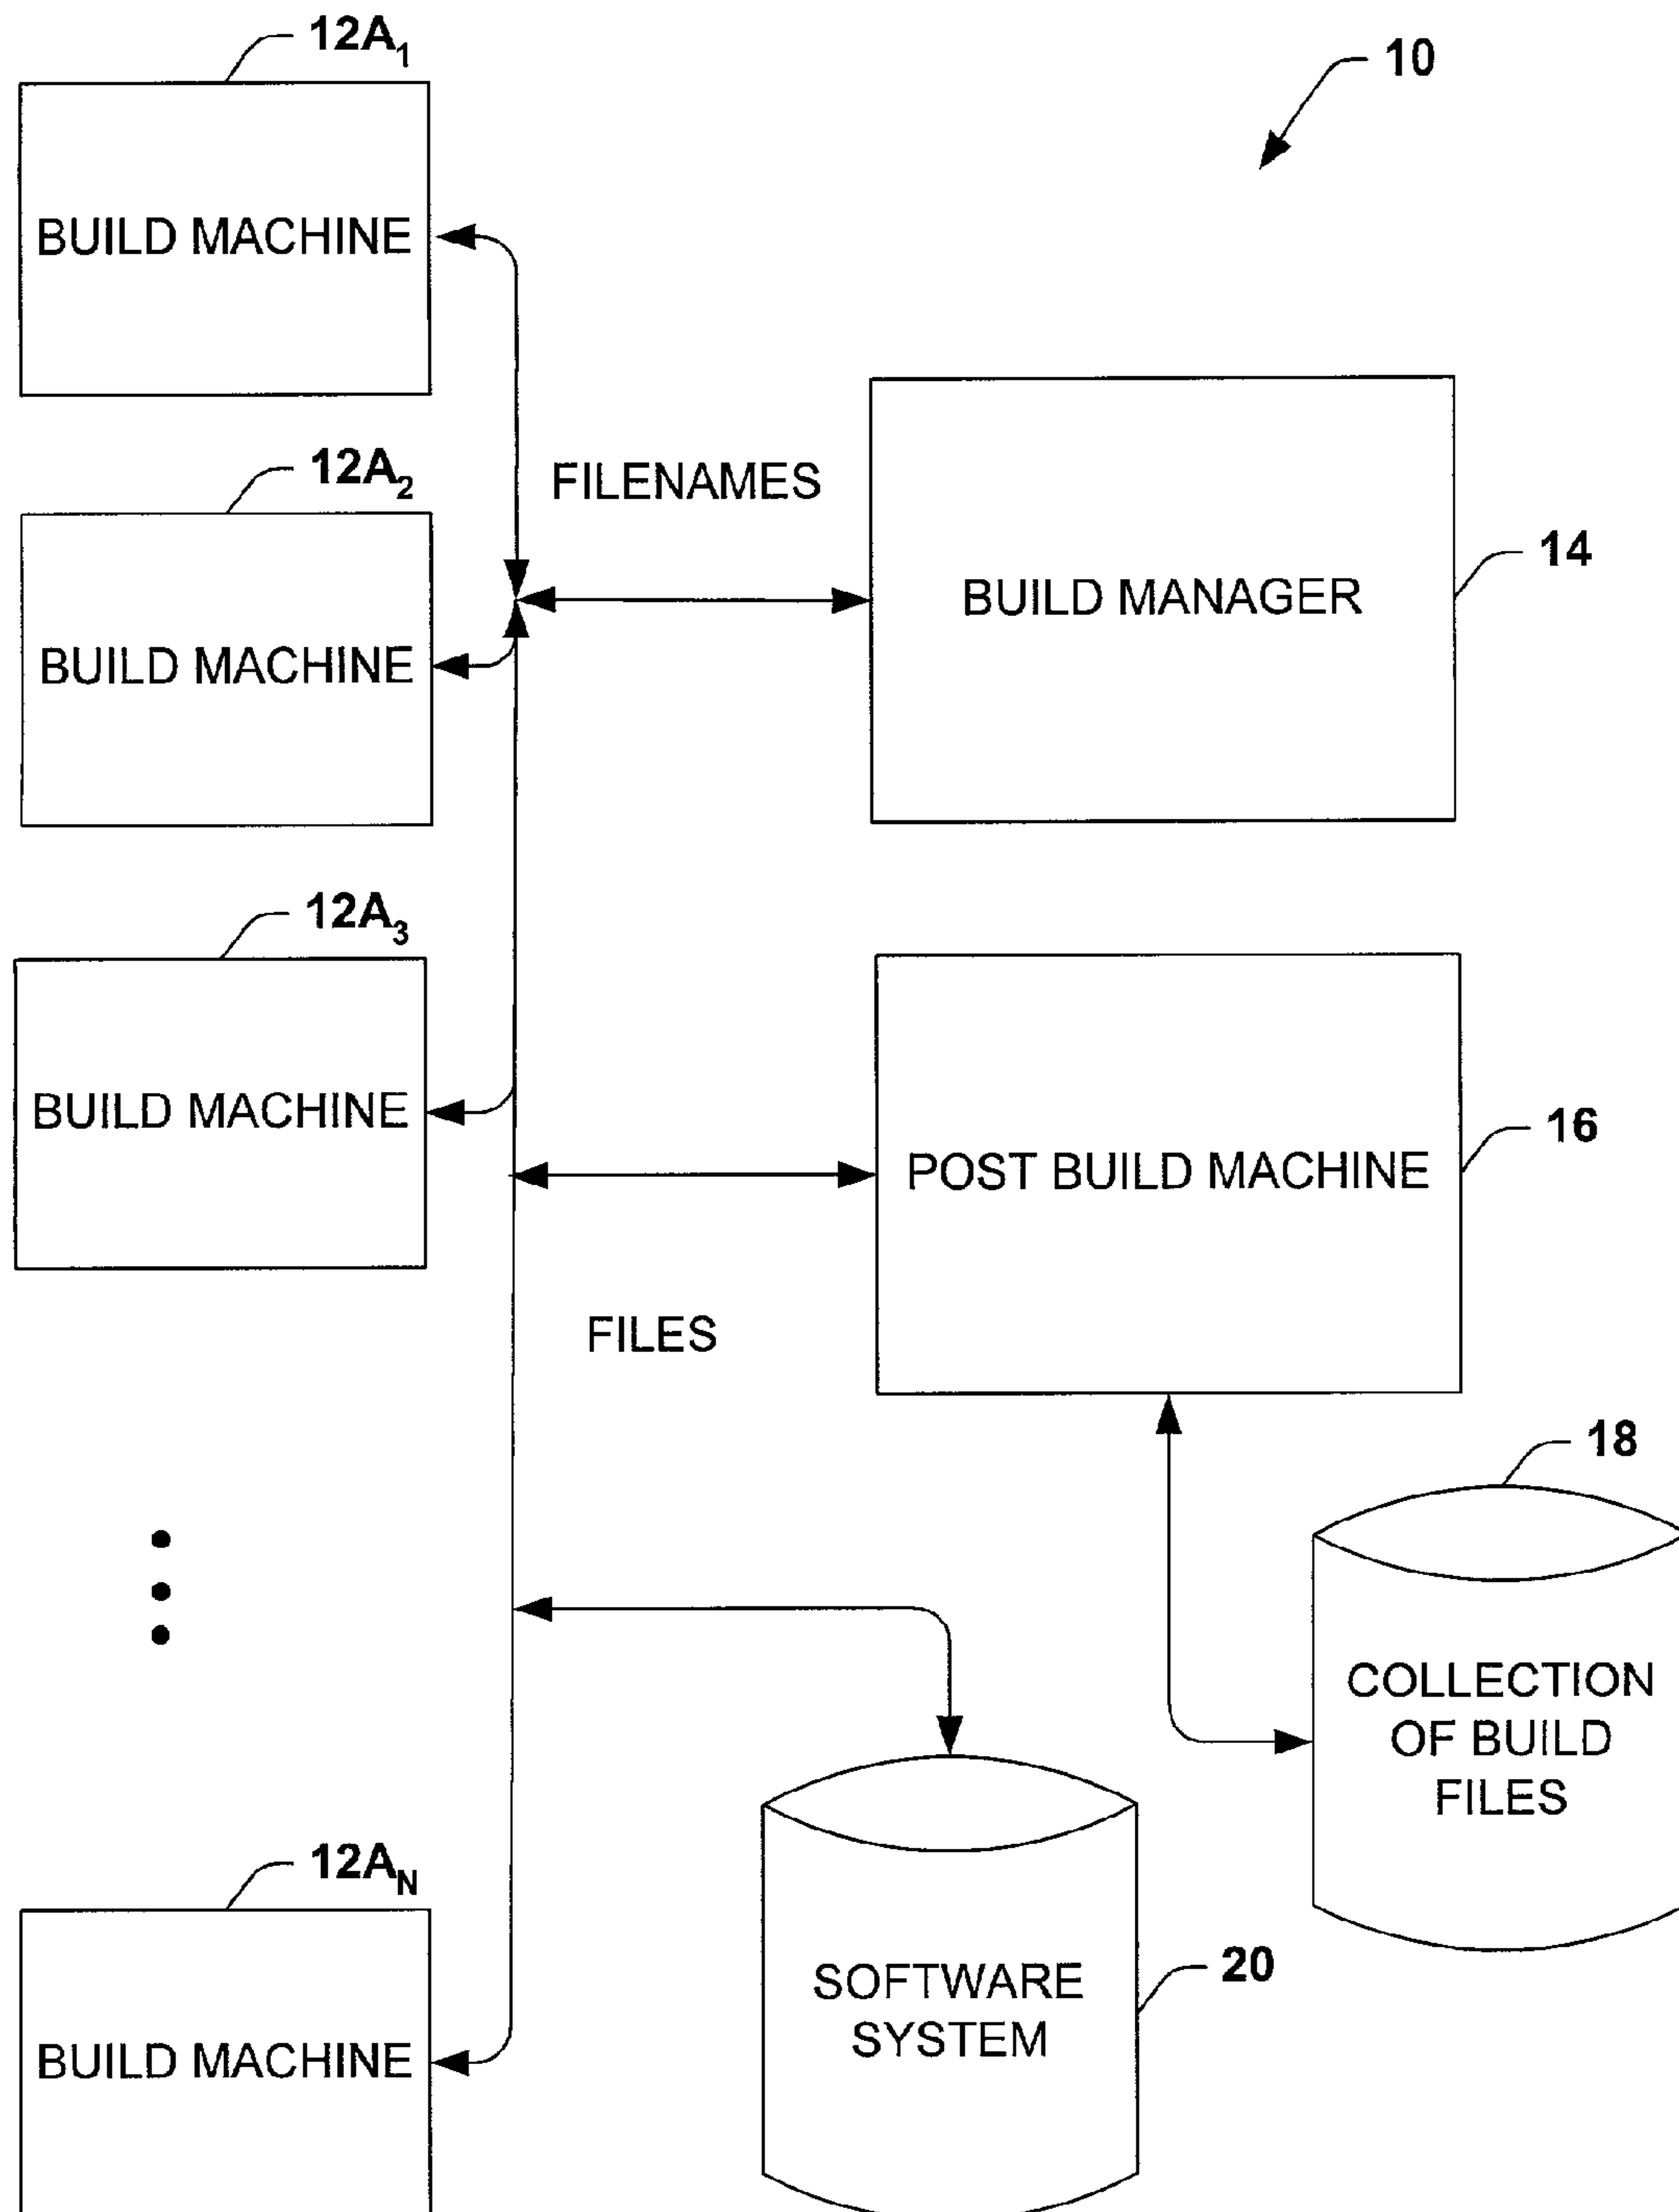 12A₁
10
BUILD MACHINE
12A₂
FILENAMES
14
BUILD MANAGER
BUILD MACHINE
12A₃
BUILD MACHINE
16
POST BUILD MACHINE
FILES
18
COLLECTION
OF BUILD
FILES
12A_N
20
SOFTWARE
SYSTEM
BUILD MACHINE